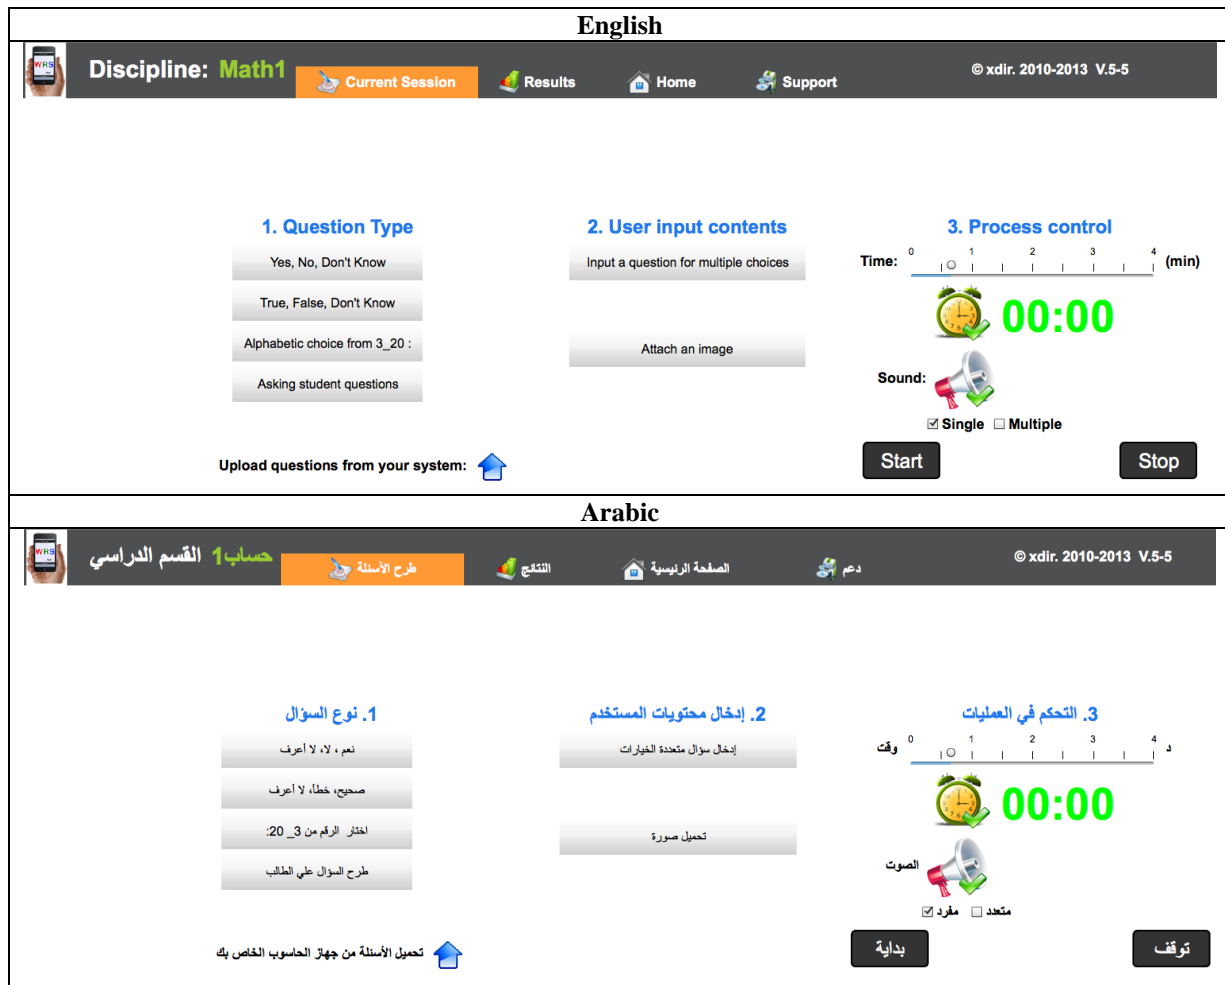 English
WRS
Discipline: Math1
Current Session
Results
Home
Support
© xdir. 2010-2013 V.5-5
1. Question Type
Yes, No, Don't Know
True, False, Don't Know
Alphabetic choice from 3_20 :
Asking student questions
Upload questions from your system:
2. User input contents
Input a question for multiple choices
Attach an image
3. Process control
Time: 0 1 2 3 4 (min)
00:00
Sound:
Single Multiple
Start
Stop
Arabic
WRS
القسم الدراسي حساب1
طرح الأسئلة
النتائج
الصفحة الرئيسية
دعم
© xdir. 2010-2013 V.5-5
1. نوع السؤال
نعم ، لا، لا أعرف
صحيح، خطأ، لا أعرف
اختار الرقم من 3_ 20:
طرح السؤال علي الطالب
تحميل الأسئلة من جهاز الحاسوب الخاص بك
2. إدخال محتويات المستخدم
إدخال سؤال متعددة الخيارات
تحميل صورة
3. التحكم في العمليات
وقت 0 1 2 3 4 د
00:00
الصوت
مفرد متعدد
بداية
توقف